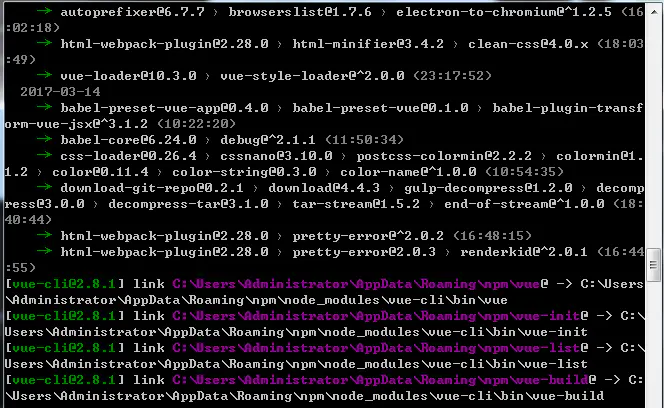 → autoprefixer@6.7.7 › browserslist@1.7.6 › electron-to-chromium@^1.2.5 (16
:02:18)
→ html-webpack-plugin@2.28.0 › html-minifier@3.4.2 › clean-css@4.0.x (18:03
:49)
→ vue-loader@10.3.0 › vue-style-loader@^2.0.0 (23:17:52)
2017-03-14
→ babel-preset-vue-app@0.4.0 › babel-preset-vue@0.1.0 › babel-plugin-transf
orm-vue-jsx@^3.1.2 (10:22:20)
→ babel-core@6.24.0 › debug@^2.1.1 (11:50:34)
→ css-loader@0.26.4 › cssnano@3.10.0 › postcss-colormin@2.2.2 › colormin@1.
1.2 › color@0.11.4 › color-string@0.3.0 › color-name@^1.0.0 (10:54:35)
→ download-git-repo@0.2.1 › download@4.4.3 › gulp-decompress@1.2.0 › decomp
ress@3.0.0 › decompress-tar@3.1.0 › tar-stream@1.5.2 › end-of-stream@^1.0.0 (18:
40:44)
→ html-webpack-plugin@2.28.0 › pretty-error@^2.0.2 (16:48:15)
→ html-webpack-plugin@2.28.0 › pretty-error@2.0.3 › renderkid@^2.0.1 (16:44
:55)
[vue-cli@2.8.1] link C:\Users\Administrator\AppData\Roaming\npm\vue@ -> C:\Users
\Administrator\AppData\Roaming\npm\node_modules\vue-cli\bin\vue
[vue-cli@2.8.1] link C:\Users\Administrator\AppData\Roaming\npm\vue-init@ -> C:\
Users\Administrator\AppData\Roaming\npm\node_modules\vue-cli\bin\vue-init
[vue-cli@2.8.1] link C:\Users\Administrator\AppData\Roaming\npm\vue-list@ -> C:\
Users\Administrator\AppData\Roaming\npm\node_modules\vue-cli\bin\vue-list
[vue-cli@2.8.1] link C:\Users\Administrator\AppData\Roaming\npm\vue-build@ -> C:
\Users\Administrator\AppData\Roaming\npm\node_modules\vue-cli\bin\vue-build